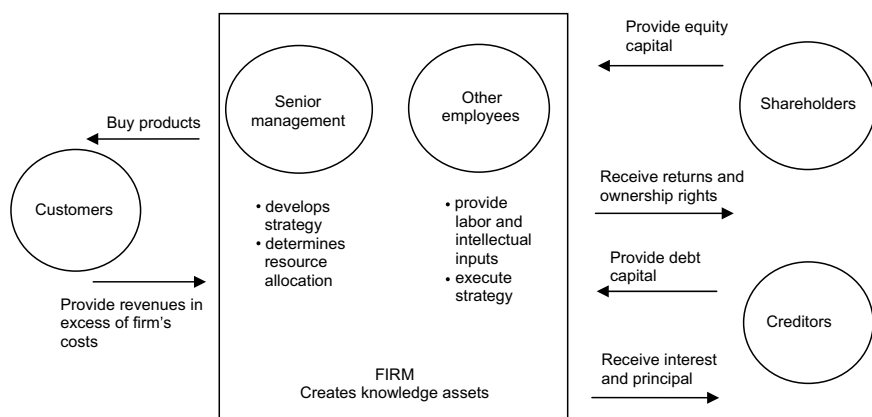 Buy products
Customers
Provide revenues in
excess of firm's
costs
Senior
management
• develops
strategy
• determines
resource
allocation
Other
employees
• provide
labor and
intellectual
inputs
• execute
strategy
FIRM
Creates knowledge assets
Provide equity
capital
Shareholders
Receive returns and
ownership rights
Provide debt
capital
Creditors
Receive interest
and principal